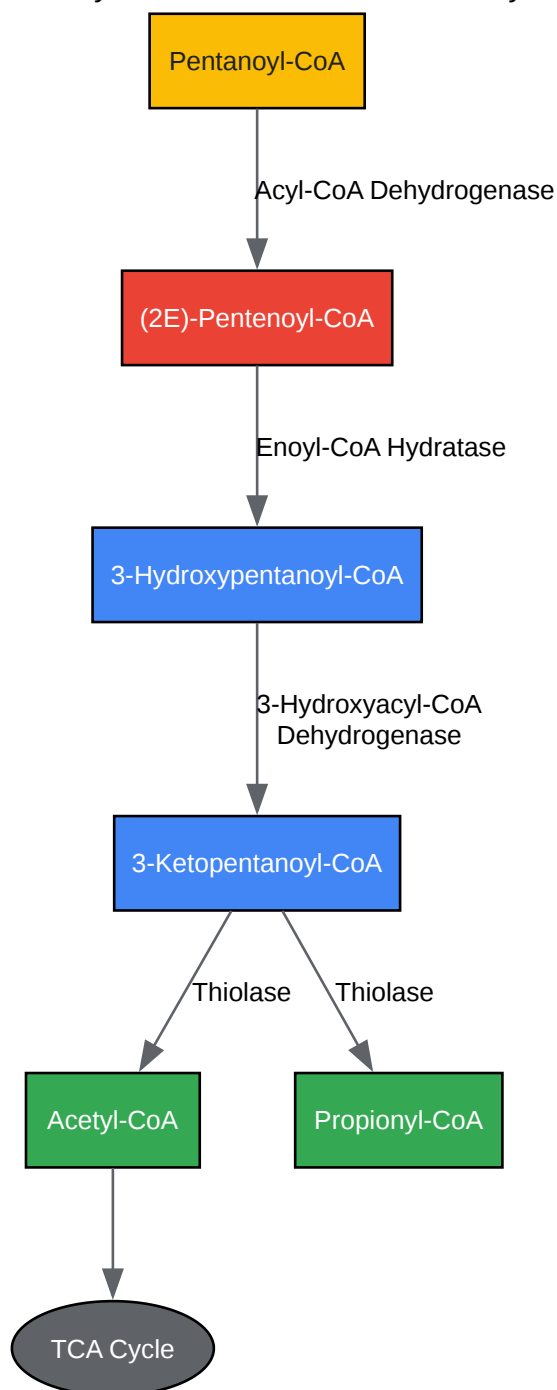 Pentanoyl-CoA
Acyl-CoA Dehydrogenase
(2E)-Pentenoyl-CoA
Enoyl-CoA Hydratase
3-Hydroxypentanoyl-CoA
3-Hydroxyacyl-CoA
Dehydrogenase
3-Ketopentanoyl-CoA
Thiolase
Thiolase
Acetyl-CoA
Propionyl-CoA
TCA Cycle